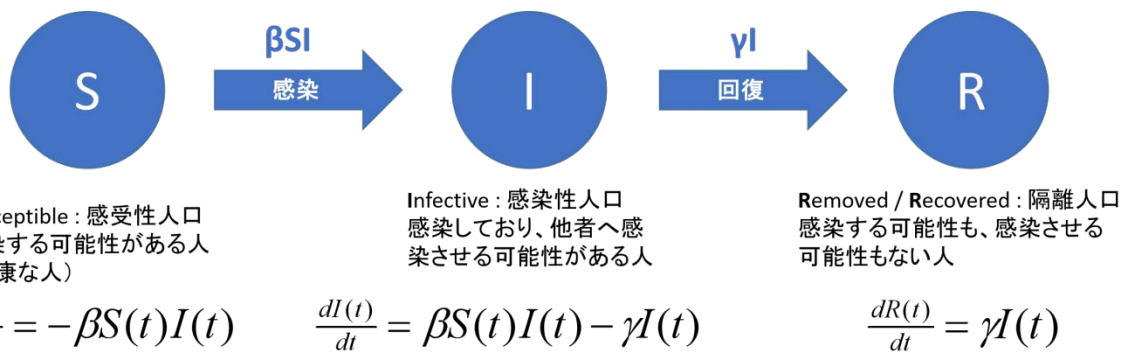 S
βSI
感染
I
γI
回復
R
ceptible : 感受性人口
する可能性がある人
康な人）
Infective : 感染性人口
感染しており、他者へ感
染させる可能性がある人
Removed / Recovered : 隔離人口
感染する可能性も、感染させる
可能性もない人
= -βS(t)I(t)
dI(t)/dt = βS(t)I(t) - γI(t)
dR(t)/dt = γI(t)